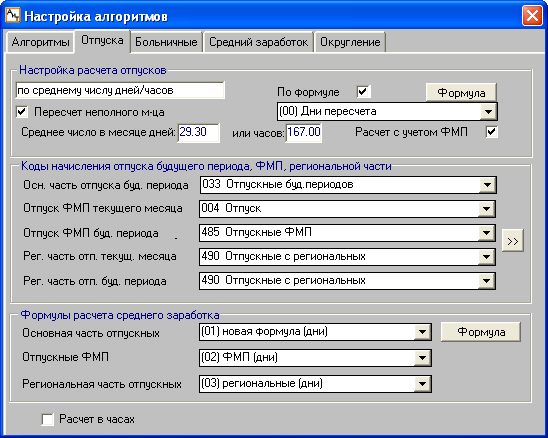 Настройка алгоритмов
Алгоритмы Отпуска Больничные Средний заработок Округление
Настройка расчета отпусков
по среднему числу дней/часов По формуле Формула
Пересчет неполного м-ца (00) Дни пересчета
Среднее число в месяце дней: 29.30 или часов: 167.00 Расчет с учетом ФМП
Коды начисления отпуска будущего периода, ФМП, региональной части
Осн. часть отпуска буд. периода 033 Отпускные буд.периодов
Отпуск ФМП текущего месяца 004 Отпуск
Отпуск ФМП буд. периода 485 Отпускные ФМП
>>
Рег. часть отп. текущ. месяца 490 Отпускные с региональных
Рег. часть отп. буд. периода 490 Отпускные с региональных
Формулы расчета среднего заработка
Основная часть отпускных (01) новая формула (дни) Формула
Отпускные ФМП (02) ФМП (дни)
Региональная часть отпускных (03) региональные (дни)
Расчет в часах